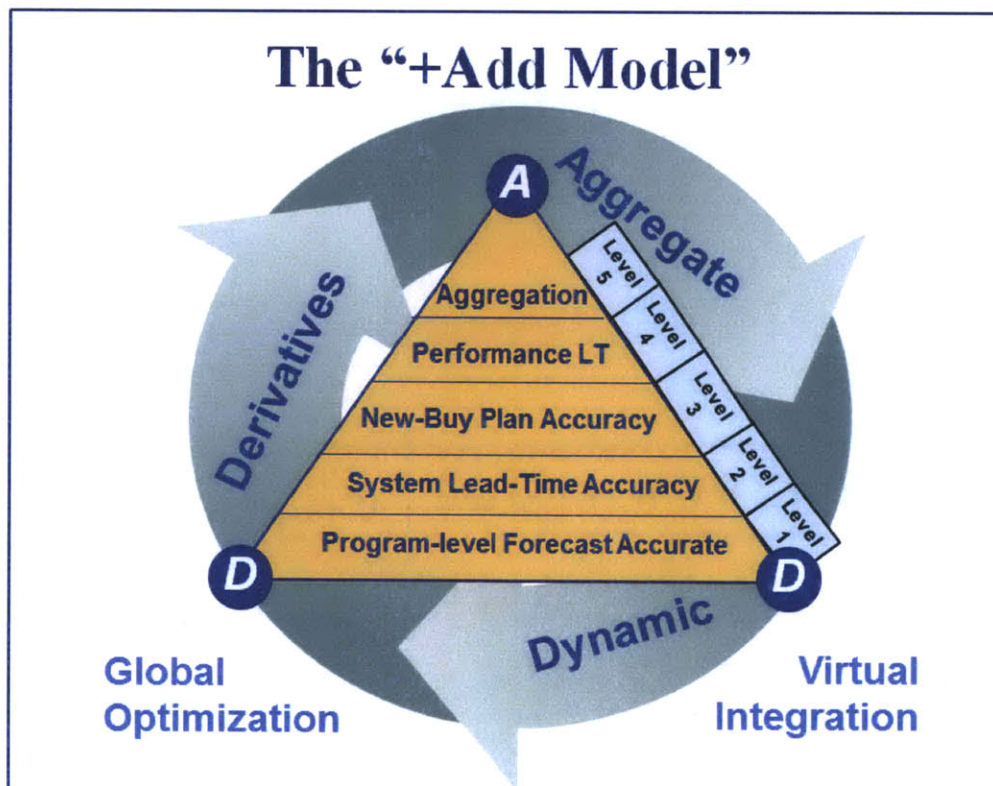 The “+Add Model”
A
Aggregate
Derivatives
Dynamic
Aggregation
Performance LT
New-Buy Plan Accuracy
System Lead-Time Accuracy
Program-level Forecast Accurate
Level
5
Level
4
Level
3
Level
2
Level
1
D
D
Global
Optimization
Virtual
Integration